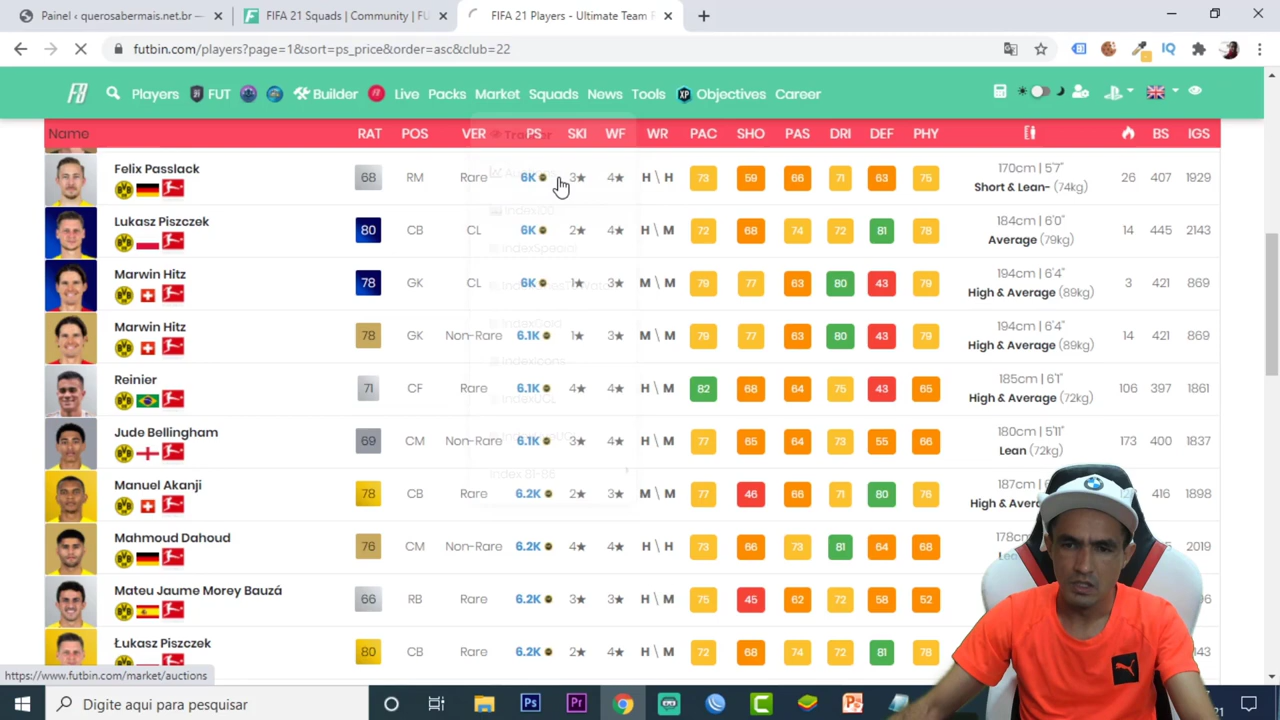 Painel ‹ querosabermais.net.br —
FIFA 21 Squads | Community | FU
FIFA 21 Players - Ultimate Team F
futbin.com/players?page=1&sort=ps_price&order=asc&club=22
Players FUT Builder Live Packs Market Squads News Tools XP Objectives Career
Name RAT POS VER PS SKI WF WR PAC SHO PAS DRI DEF PHY BS IGS
Felix Passlack 68 RM Rare 6K 3★ 4★ H \ H 73 59 66 71 63 75 170cm | 5'7" 26 407 1929
Short & Lean- (74kg)
Lukasz Piszczek 80 CB CL 6K 2★ 4★ H \ M 72 68 74 72 81 78 184cm | 6'0" 14 445 2143
Average (79kg)
Marwin Hitz 78 GK CL 6K 1★ 3★ M \ M 79 77 63 80 43 79 194cm | 6'4" 3 421 869
High & Average (89kg)
Marwin Hitz 78 GK Non-Rare 6.1K 1★ 3★ M \ M 79 77 63 80 43 79 194cm | 6'4" 14 421 869
High & Average (89kg)
Reinier 71 CF Rare 6.1K 4★ 4★ H \ M 82 68 64 75 43 65 185cm | 6'1" 106 397 1861
High & Average (72kg)
Jude Bellingham 69 CM Non-Rare 6.1K 3★ 4★ H \ M 77 65 64 73 55 66 180cm | 5'11" 173 400 1837
Lean (72kg)
Index 81-86
Manuel Akanji 78 CB Rare 6.2K 2★ 3★ M \ M 77 46 66 71 80 76 187cm | 416 1898
High & Aver
Mahmoud Dahoud 76 CM Non-Rare 6.2K 4★ 4★ H \ H 73 66 73 81 64 68 178cm 2019
Mateu Jaume Morey Bauzá 66 RB Rare 6.2K 3★ 3★ H \ M 75 45 62 72 58 52
Łukasz Piszczek 80 CB Rare 6.2K 2★ 4★ H \ M 72 68 74 72 81 78
https://www.futbin.com/market/auctions
Digite aqui para pesquisar